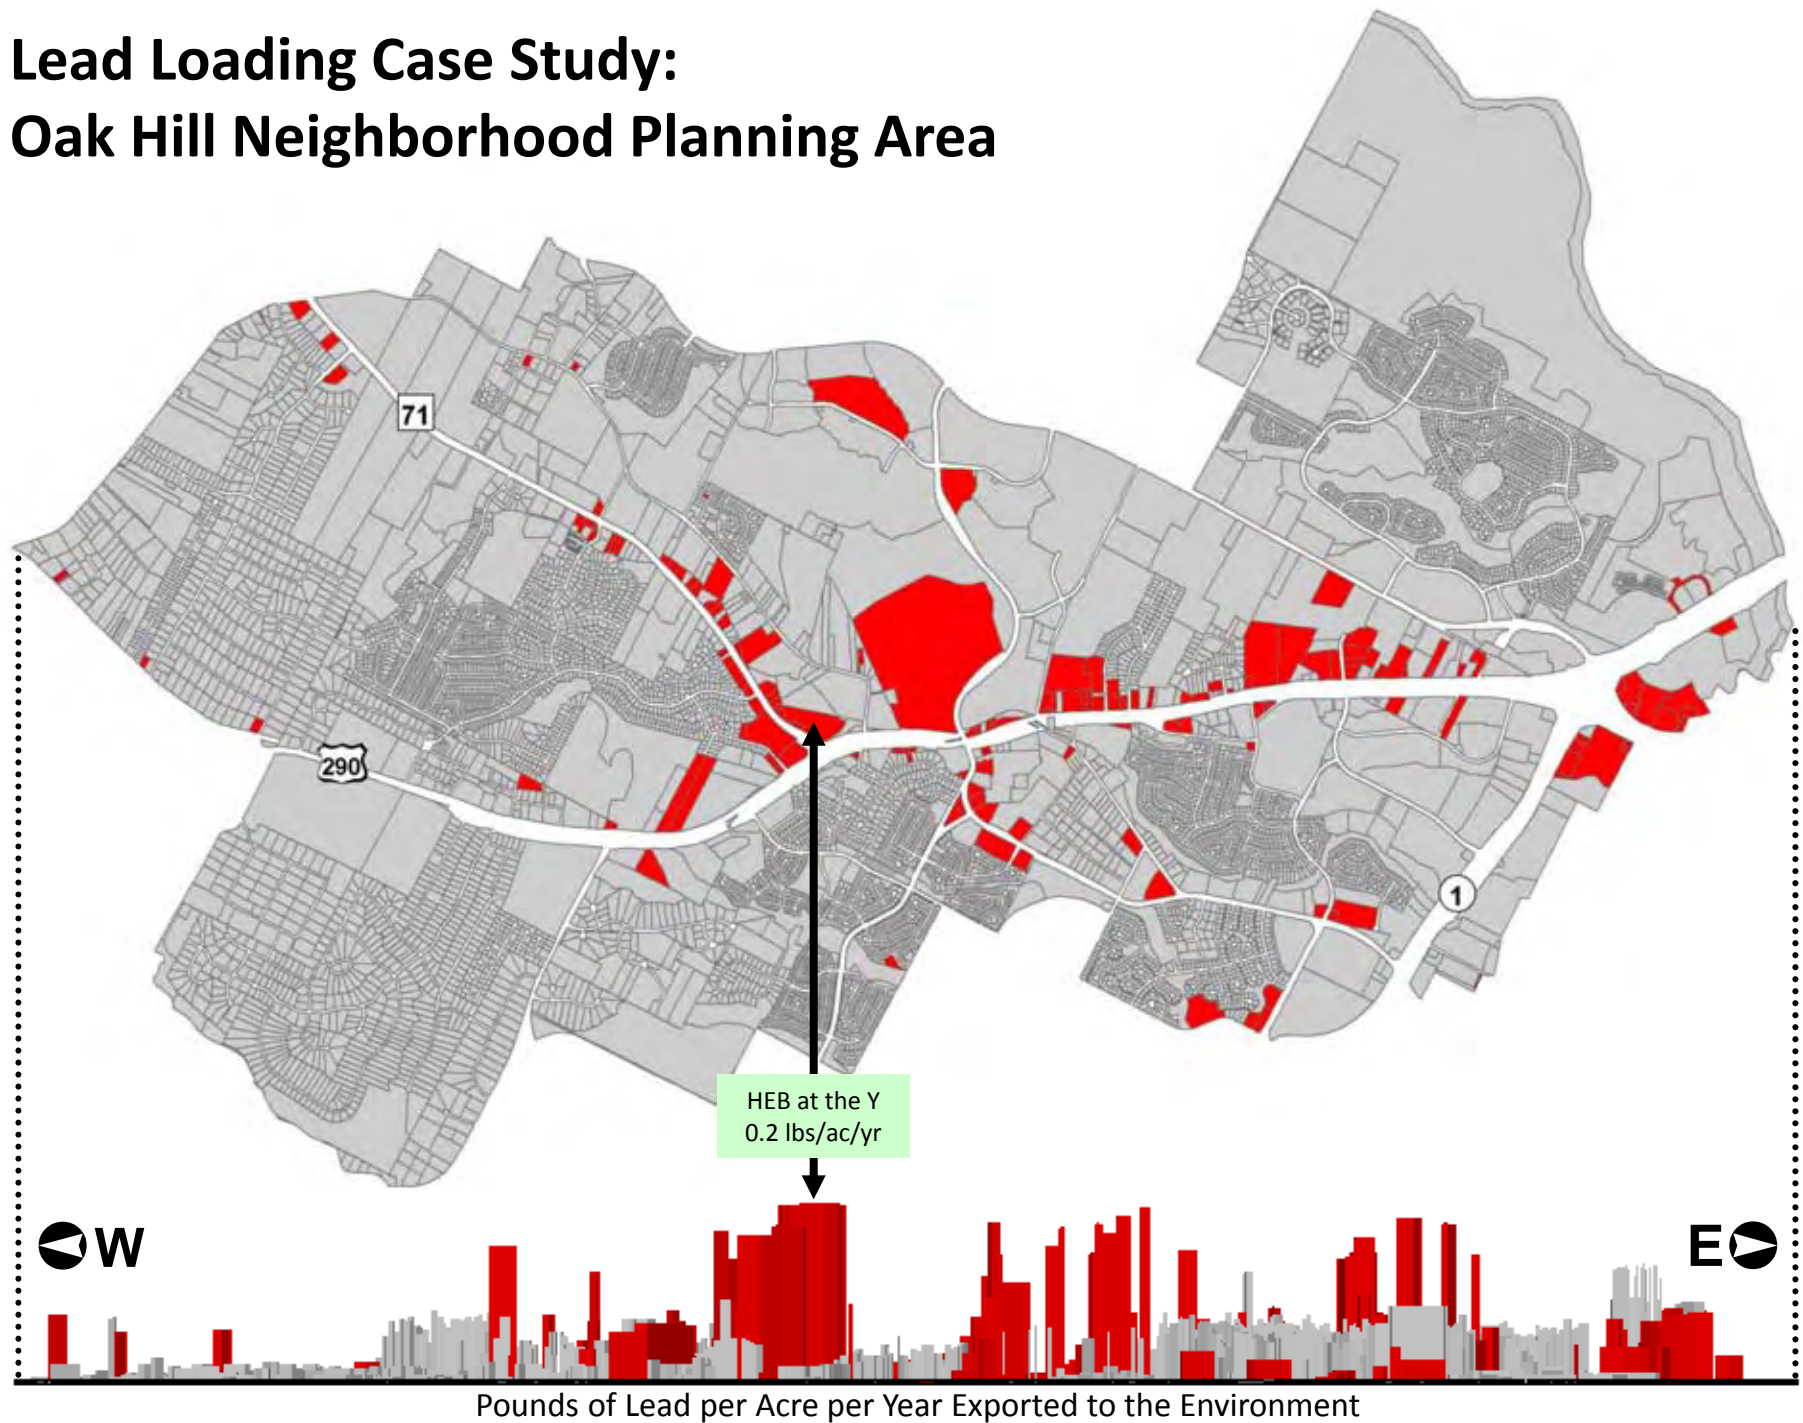 Lead Loading Case Study:
Oak Hill Neighborhood Planning Area
71
290
1
HEB at the Y
0.2 lbs/ac/yr
W
E
Pounds of Lead per Acre per Year Exported to the Environment